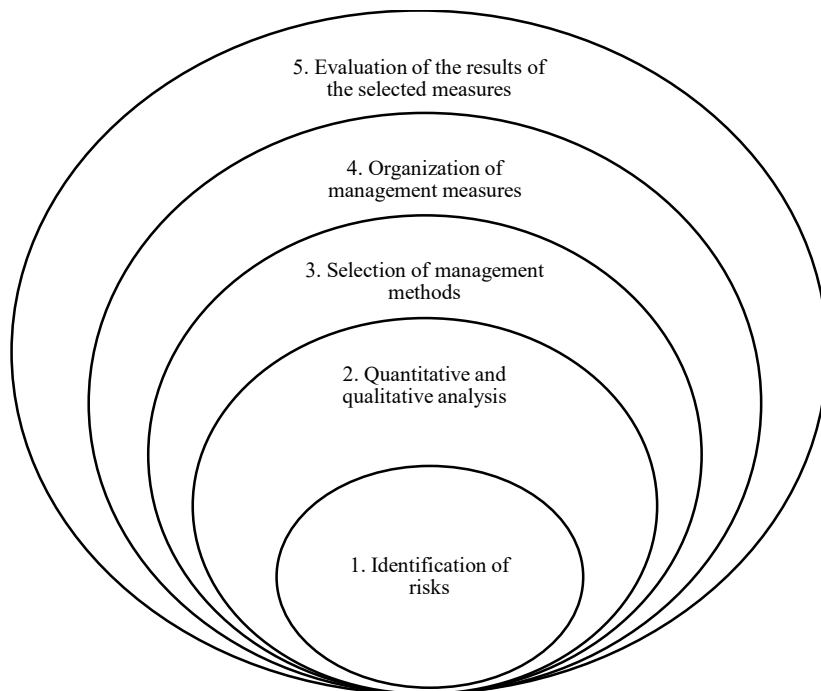 5. Evaluation of the results of
the selected measures
4. Organization of
management measures
3. Selection of management
methods
2. Quantitative and
qualitative analysis
1. Identification of
risks